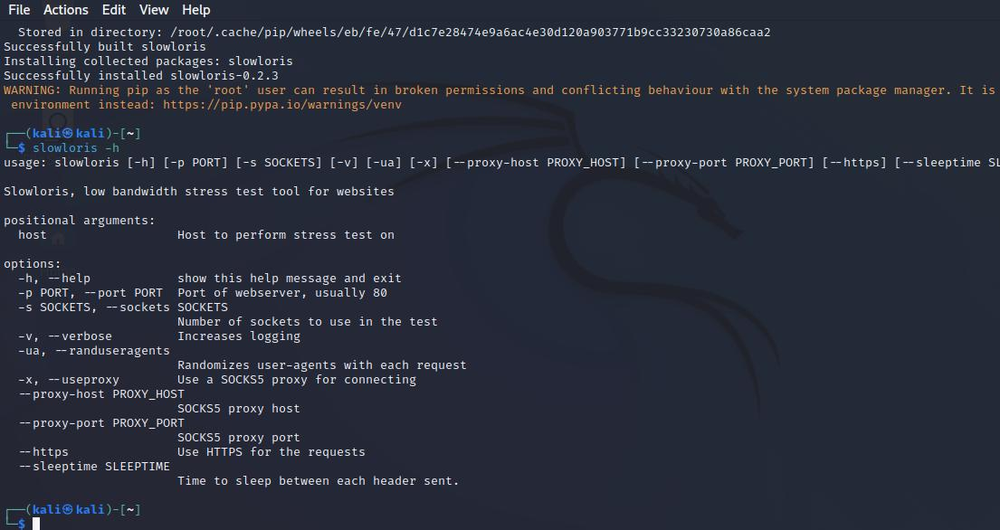 File Actions Edit View Help
Stored in directory: /root/.cache/pip/wheels/eb/fe/47/d1c7e28474e9a6ac4e30d120a903771b9cc33230730a86caa2
Successfully built slowloris
Installing collected packages: slowloris
Successfully installed slowloris-0.2.3
WARNING: Running pip as the 'root' user can result in broken permissions and conflicting behaviour with the system package manager. It is
environment instead: https://pip.pypa.io/warnings/venv
┌──(kali㉿kali)-[~]
└─$ slowloris -h
usage: slowloris [-h] [-p PORT] [-s SOCKETS] [-v] [-ua] [-x] [--proxy-host PROXY_HOST] [--proxy-port PROXY_PORT] [--https] [--sleeptime SL
Slowloris, low bandwidth stress test tool for websites
positional arguments:
host Host to perform stress test on
options:
-h, --help show this help message and exit
-p PORT, --port PORT Port of webserver, usually 80
-s SOCKETS, --sockets SOCKETS
Number of sockets to use in the test
-v, --verbose Increases logging
-ua, --randuseragents
Randomizes user-agents with each request
-x, --useproxy Use a SOCKS5 proxy for connecting
--proxy-host PROXY_HOST
SOCKS5 proxy host
--proxy-port PROXY_PORT
SOCKS5 proxy port
--https Use HTTPS for the requests
--sleeptime SLEEPTIME
Time to sleep between each header sent.
┌──(kali㉿kali)-[~]
└─$